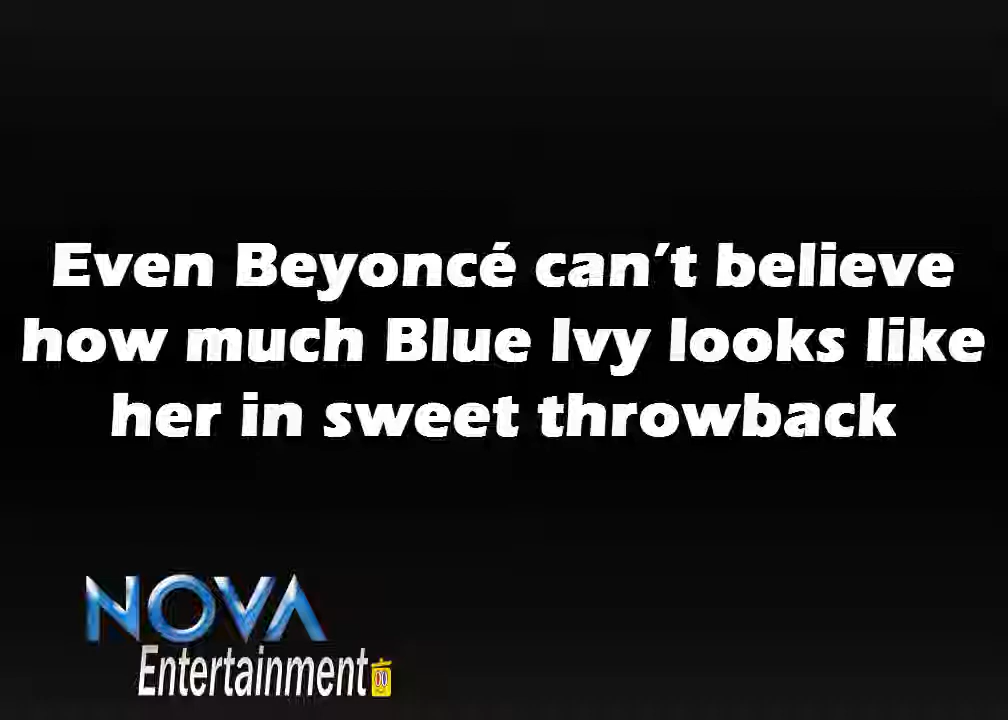 Even Beyoncé can't believe
how much Blue Ivy looks like
her in sweet throwback
NOVA
Entertainment